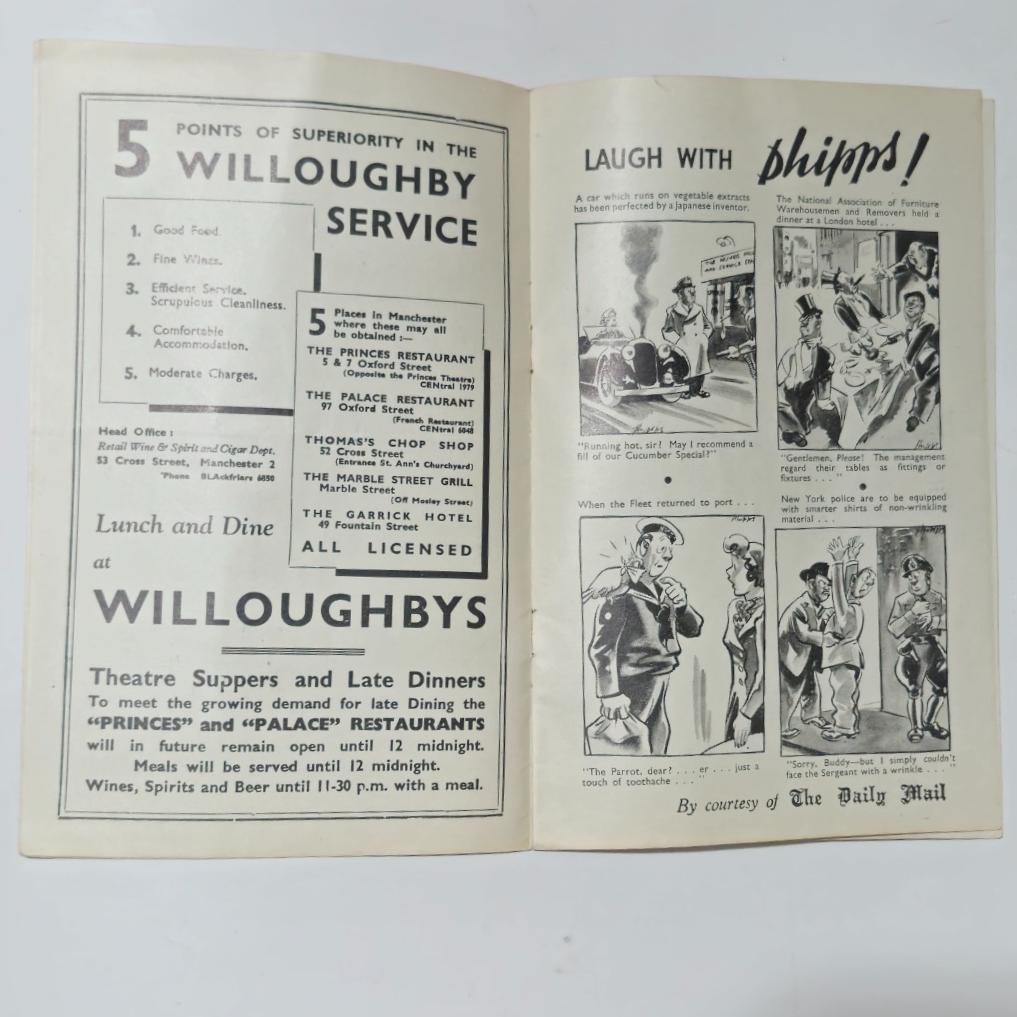 5 POINTS OF SUPERIORITY IN THE
WILLOUGHBY
SERVICE
1. Good Food.
2. Fine Wines.
3. Efficient Service.
Scrupulous Cleanliness.
4. Comfortable
Accommodation.
5. Moderate Charges.
5 Places in Manchester
where these may all
be obtained :—
THE PRINCES RESTAURANT
5 & 7 Oxford Street
(Opposite the Princes Theatre)
CENtral 1979
THE PALACE RESTAURANT
97 Oxford Street
(French Restaurant)
CENtral 6048
THOMAS'S CHOP SHOP
52 Cross Street
(Entrance St. Ann's Churchyard)
THE MARBLE STREET GRILL
Marble Street
(Off Mosley Street)
THE GARRICK HOTEL
49 Fountain Street
ALL LICENSED
Head Office :
Retail Wine & Spirit and Cigar Dept.
53 Cross Street, Manchester 2
'Phone BLAckfriars 6850
Lunch and Dine
at
WILLOUGHBYS
Theatre Suppers and Late Dinners
To meet the growing demand for late Dining the
"PRINCES" and "PALACE" RESTAURANTS
will in future remain open until 12 midnight.
Meals will be served until 12 midnight.
Wines, Spirits and Beer until 11-30 p.m. with a meal.
LAUGH WITH phipps!
A car which runs on vegetable extracts
has been perfected by a Japanese inventor.
"Running hot, sir? May I recommend a
fill of our Cucumber Special?"
The National Association of Furniture
Warehousemen and Removers held a
dinner at a London hotel . . .
"Gentlemen, Please! The management
regard their tables as fittings or
fixtures . . . "
When the Fleet returned to port . . .
"The Parrot, dear? . . . er . . . just a
touch of toothache . . . "
New York police are to be equipped
with smarter shirts of non-wrinkling
material . . .
"Sorry, Buddy—but I simply couldn't
face the Sergeant with a wrinkle . . . "
By courtesy of The Daily Mail